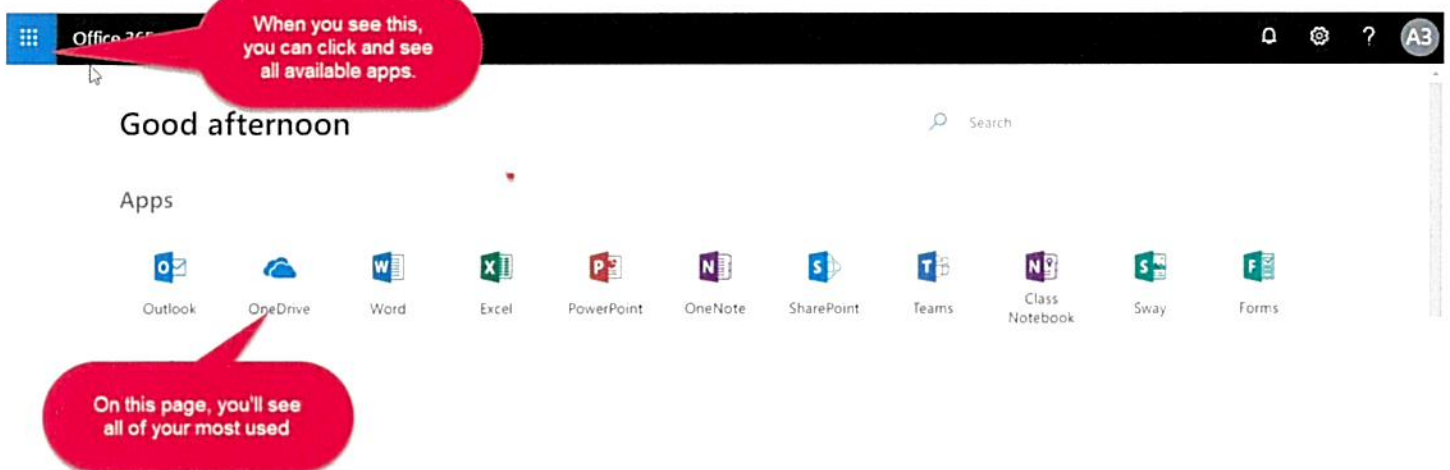 When you see this,
you can click and see
all available apps.
Office 365
?
A3
Good afternoon
Search
Apps
Outlook
OneDrive
Word
Excel
PowerPoint
OneNote
SharePoint
Teams
Class
Notebook
Sway
Forms
On this page, you'll see
all of your most used